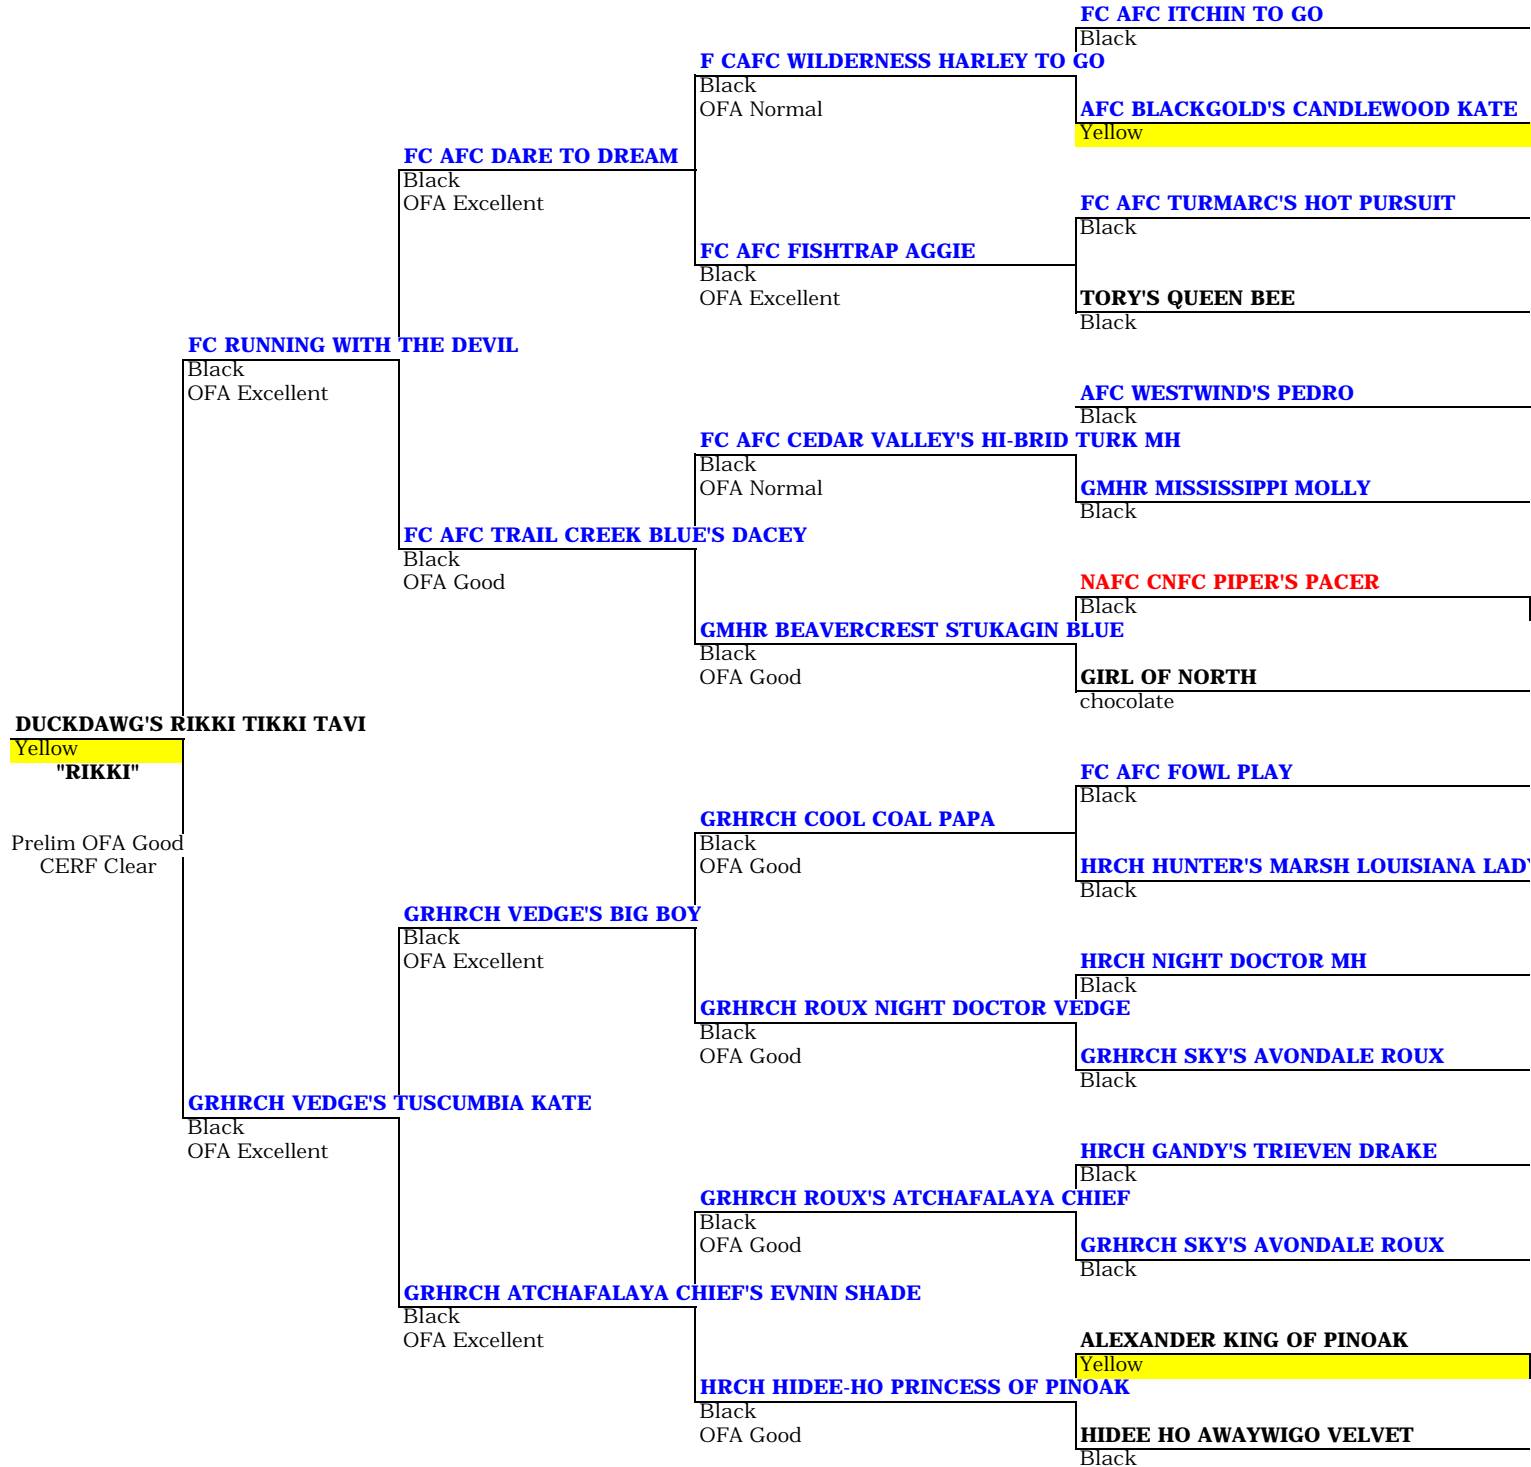 FC AFC ITCHIN TO GO
Black
F CAFC WILDERNESS HARLEY TO GO
Black
OFA Normal
AFC BLACKGOLD'S CANDLEWOOD KATE
Yellow
FC AFC DARE TO DREAM
Black
OFA Excellent
FC AFC TURMARC'S HOT PURSUIT
Black
FC AFC FISHTRAP AGGIE
Black
OFA Excellent
TORY'S QUEEN BEE
Black
FC RUNNING WITH THE DEVIL
Black
OFA Excellent
AFC WESTWIND'S PEDRO
Black
FC AFC CEDAR VALLEY'S HI-BRID TURK MH
Black
OFA Normal
GMHR MISSISSIPPI MOLLY
Black
FC AFC TRAIL CREEK BLUE'S DACEY
Black
OFA Good
NAFC CNFC PIPER'S PACER
Black
GMHR BEAVERCREST STUKAGIN BLUE
Black
OFA Good
GIRL OF NORTH
chocolate
DUCKDAWG'S RIKKI TIKKI TAVI
Yellow
"RIKKI"
Prelim OFA Good
CERF Clear
FC AFC FOWL PLAY
Black
GRHRCH COOL COAL PAPA
Black
OFA Good
HRCH HUNTER'S MARSH LOUISIANA LADY
Black
GRHRCH VEDGE'S BIG BOY
Black
OFA Excellent
HRCH NIGHT DOCTOR MH
Black
GRHRCH ROUX NIGHT DOCTOR VEDGE
Black
OFA Good
GRHRCH SKY'S AVONDALE ROUX
Black
GRHRCH VEDGE'S TUSCUMBIA KATE
Black
OFA Excellent
HRCH GANDY'S TRIEVEN DRAKE
Black
GRHRCH ROUX'S ATCHAFALAYA CHIEF
Black
OFA Good
GRHRCH SKY'S AVONDALE ROUX
Black
GRHRCH ATCHAFALAYA CHIEF'S EVNIN SHADE
Black
OFA Excellent
ALEXANDER KING OF PINOAK
Yellow
HRCH HIDEE-HO PRINCESS OF PINOAK
Black
OFA Good
HIDEE HO AWAYWIGO VELVET
Black